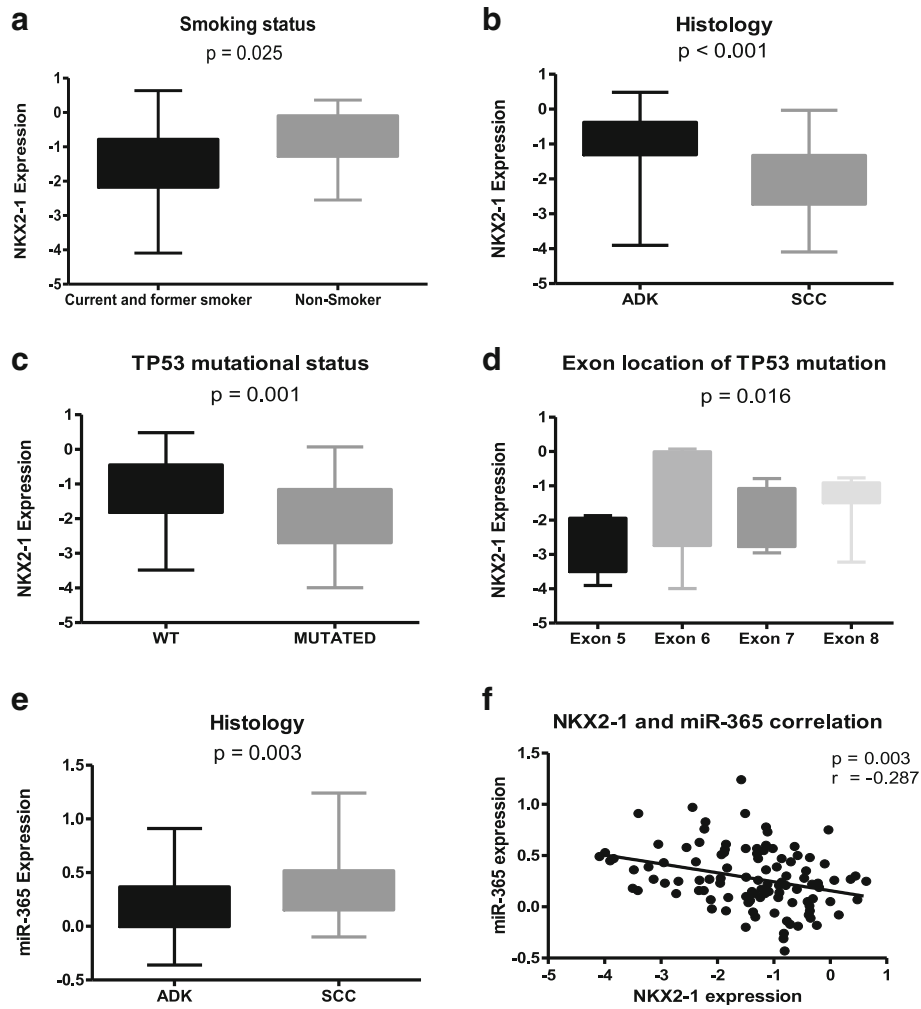 a
Smoking status
p = 0.025
NKX2-1 Expression
1
0
-1
-2
-3
-4
-5
Current and former smoker
Non-Smoker
b
Histology
p < 0.001
NKX2-1 Expression
1
0
-1
-2
-3
-4
-5
ADK
SCC
c
TP53 mutational status
p = 0.001
NKX2-1 Expression
1
0
-1
-2
-3
-4
-5
WT
MUTATED
d
Exon location of TP53 mutation
p = 0.016
NKX2-1 Expression
1
0
-1
-2
-3
-4
-5
Exon 5
Exon 6
Exon 7
Exon 8
e
Histology
p = 0.003
miR-365 Expression
1.5
1.0
0.5
0.0
-0.5
ADK
SCC
f
NKX2-1 and miR-365 correlation
p = 0.003
r = -0.287
miR-365 expression
1.5
1.0
0.5
0.0
-0.5
-5
-4
-3
-2
-1
0
1
NKX2-1 expression